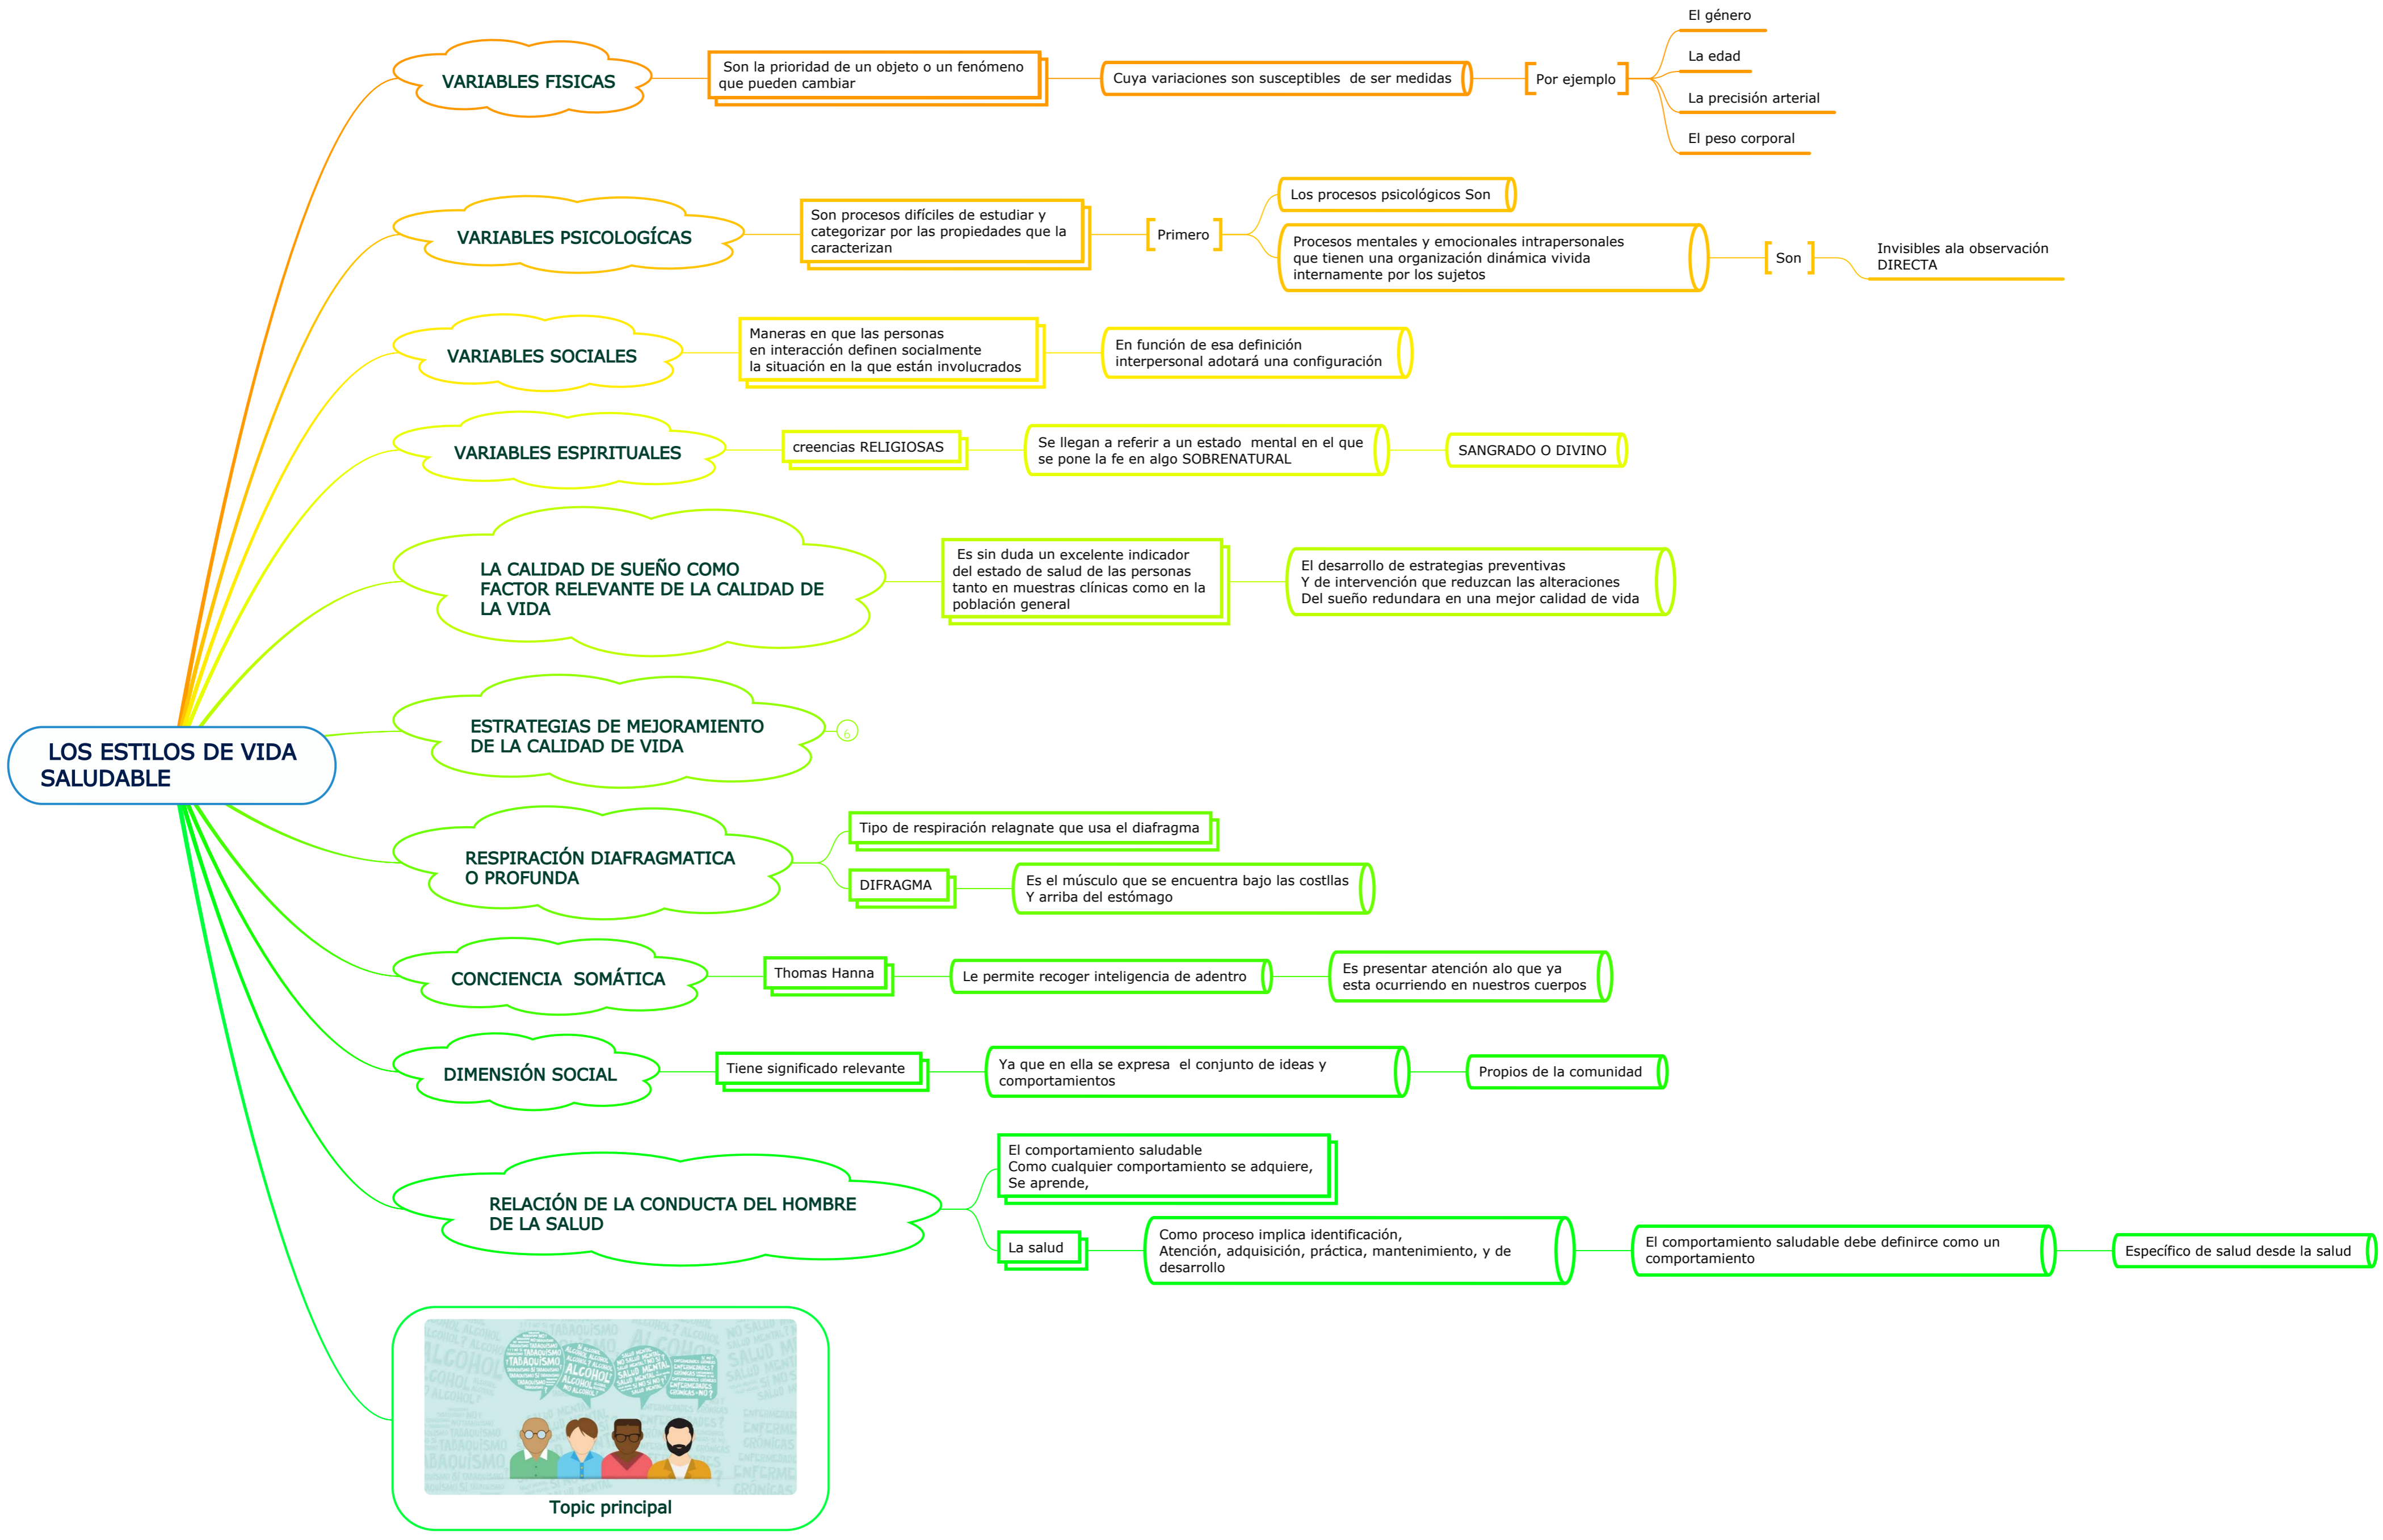 LOS ESTILOS DE VIDA
SALUDABLE
VARIABLES FISICAS
Son la prioridad de un objeto o un fenómeno
que pueden cambiar
Cuya variaciones son susceptibles de ser medidas
Por ejemplo
El género
La edad
La precisión arterial
El peso corporal
VARIABLES PSICOLOGÍCAS
Son procesos difíciles de estudiar y
categorizar por las propiedades que la
caracterizan
Primero
Los procesos psicológicos Son
Procesos mentales y emocionales intrapersonales
que tienen una organización dinámica vivida
internamente por los sujetos
Son
Invisibles ala observación
DIRECTA
VARIABLES SOCIALES
Maneras en que las personas
en interacción definen socialmente
la situación en la que están involucrados
En función de esa definición
interpersonal adotará una configuración
VARIABLES ESPIRITUALES
creencias RELIGIOSAS
Se llegan a referir a un estado mental en el que
se pone la fe en algo SOBRENATURAL
SANGRADO O DIVINO
LA CALIDAD DE SUEÑO COMO
FACTOR RELEVANTE DE LA CALIDAD DE
LA VIDA
Es sin duda un excelente indicador
del estado de salud de las personas
tanto en muestras clínicas como en la
población general
El desarrollo de estrategias preventivas
Y de intervención que reduzcan las alteraciones
Del sueño redundara en una mejor calidad de vida
ESTRATEGIAS DE MEJORAMIENTO
DE LA CALIDAD DE VIDA
6
RESPIRACIÓN DIAFRAGMATICA
O PROFUNDA
Tipo de respiración relagnate que usa el diafragma
DIFRAGMA
Es el músculo que se encuentra bajo las costllas
Y arriba del estómago
CONCIENCIA SOMÁTICA
Thomas Hanna
Le permite recoger inteligencia de adentro
Es presentar atención alo que ya
esta ocurriendo en nuestros cuerpos
DIMENSIÓN SOCIAL
Tiene significado relevante
Ya que en ella se expresa el conjunto de ideas y
comportamientos
Propios de la comunidad
RELACIÓN DE LA CONDUCTA DEL HOMBRE
DE LA SALUD
El comportamiento saludable
Como cualquier comportamiento se adquiere,
Se aprende,
La salud
Como proceso implica identificación,
Atención, adquisición, práctica, mantenimiento, y de
desarrollo
El comportamiento saludable debe definirce como un
comportamiento
Específico de salud desde la salud
TABAQUISMO
ALCOHOL
SALUD MENTAL
Topic principal